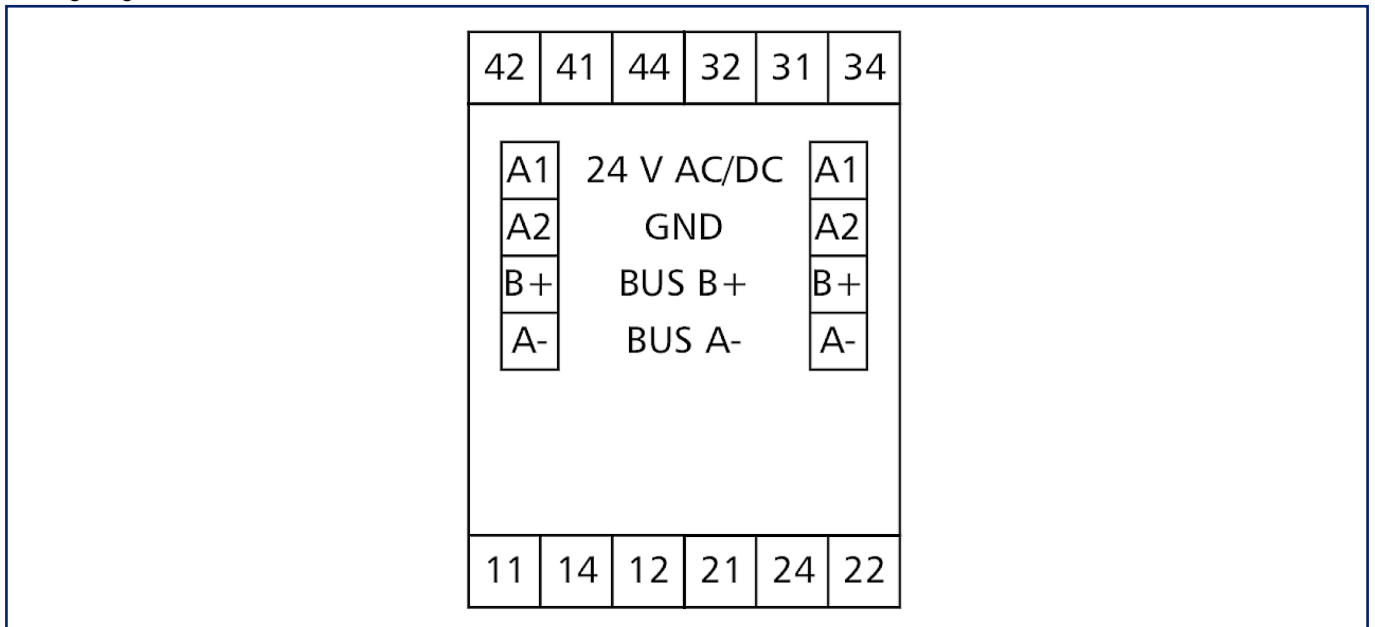 42 41 44 32 31 34
A1 24 V AC/DC A1
A2 GND A2
B+ BUS B+ B+
A- BUS A- A-
11 14 12 21 24 22